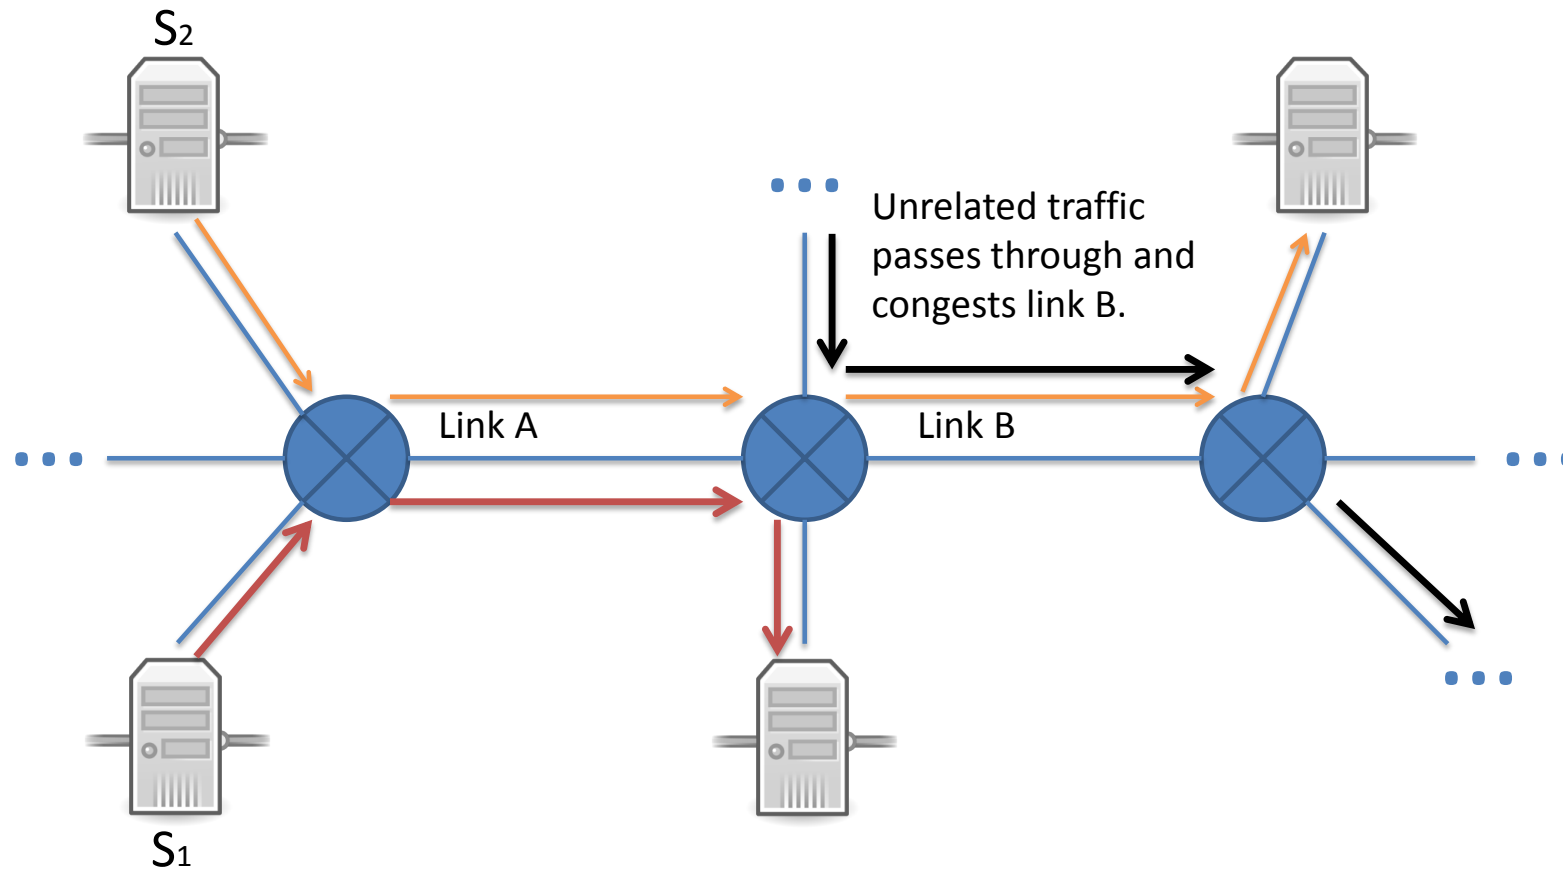 S2
Unrelated traffic
passes through and
congests link B.
Link A
Link B
S1